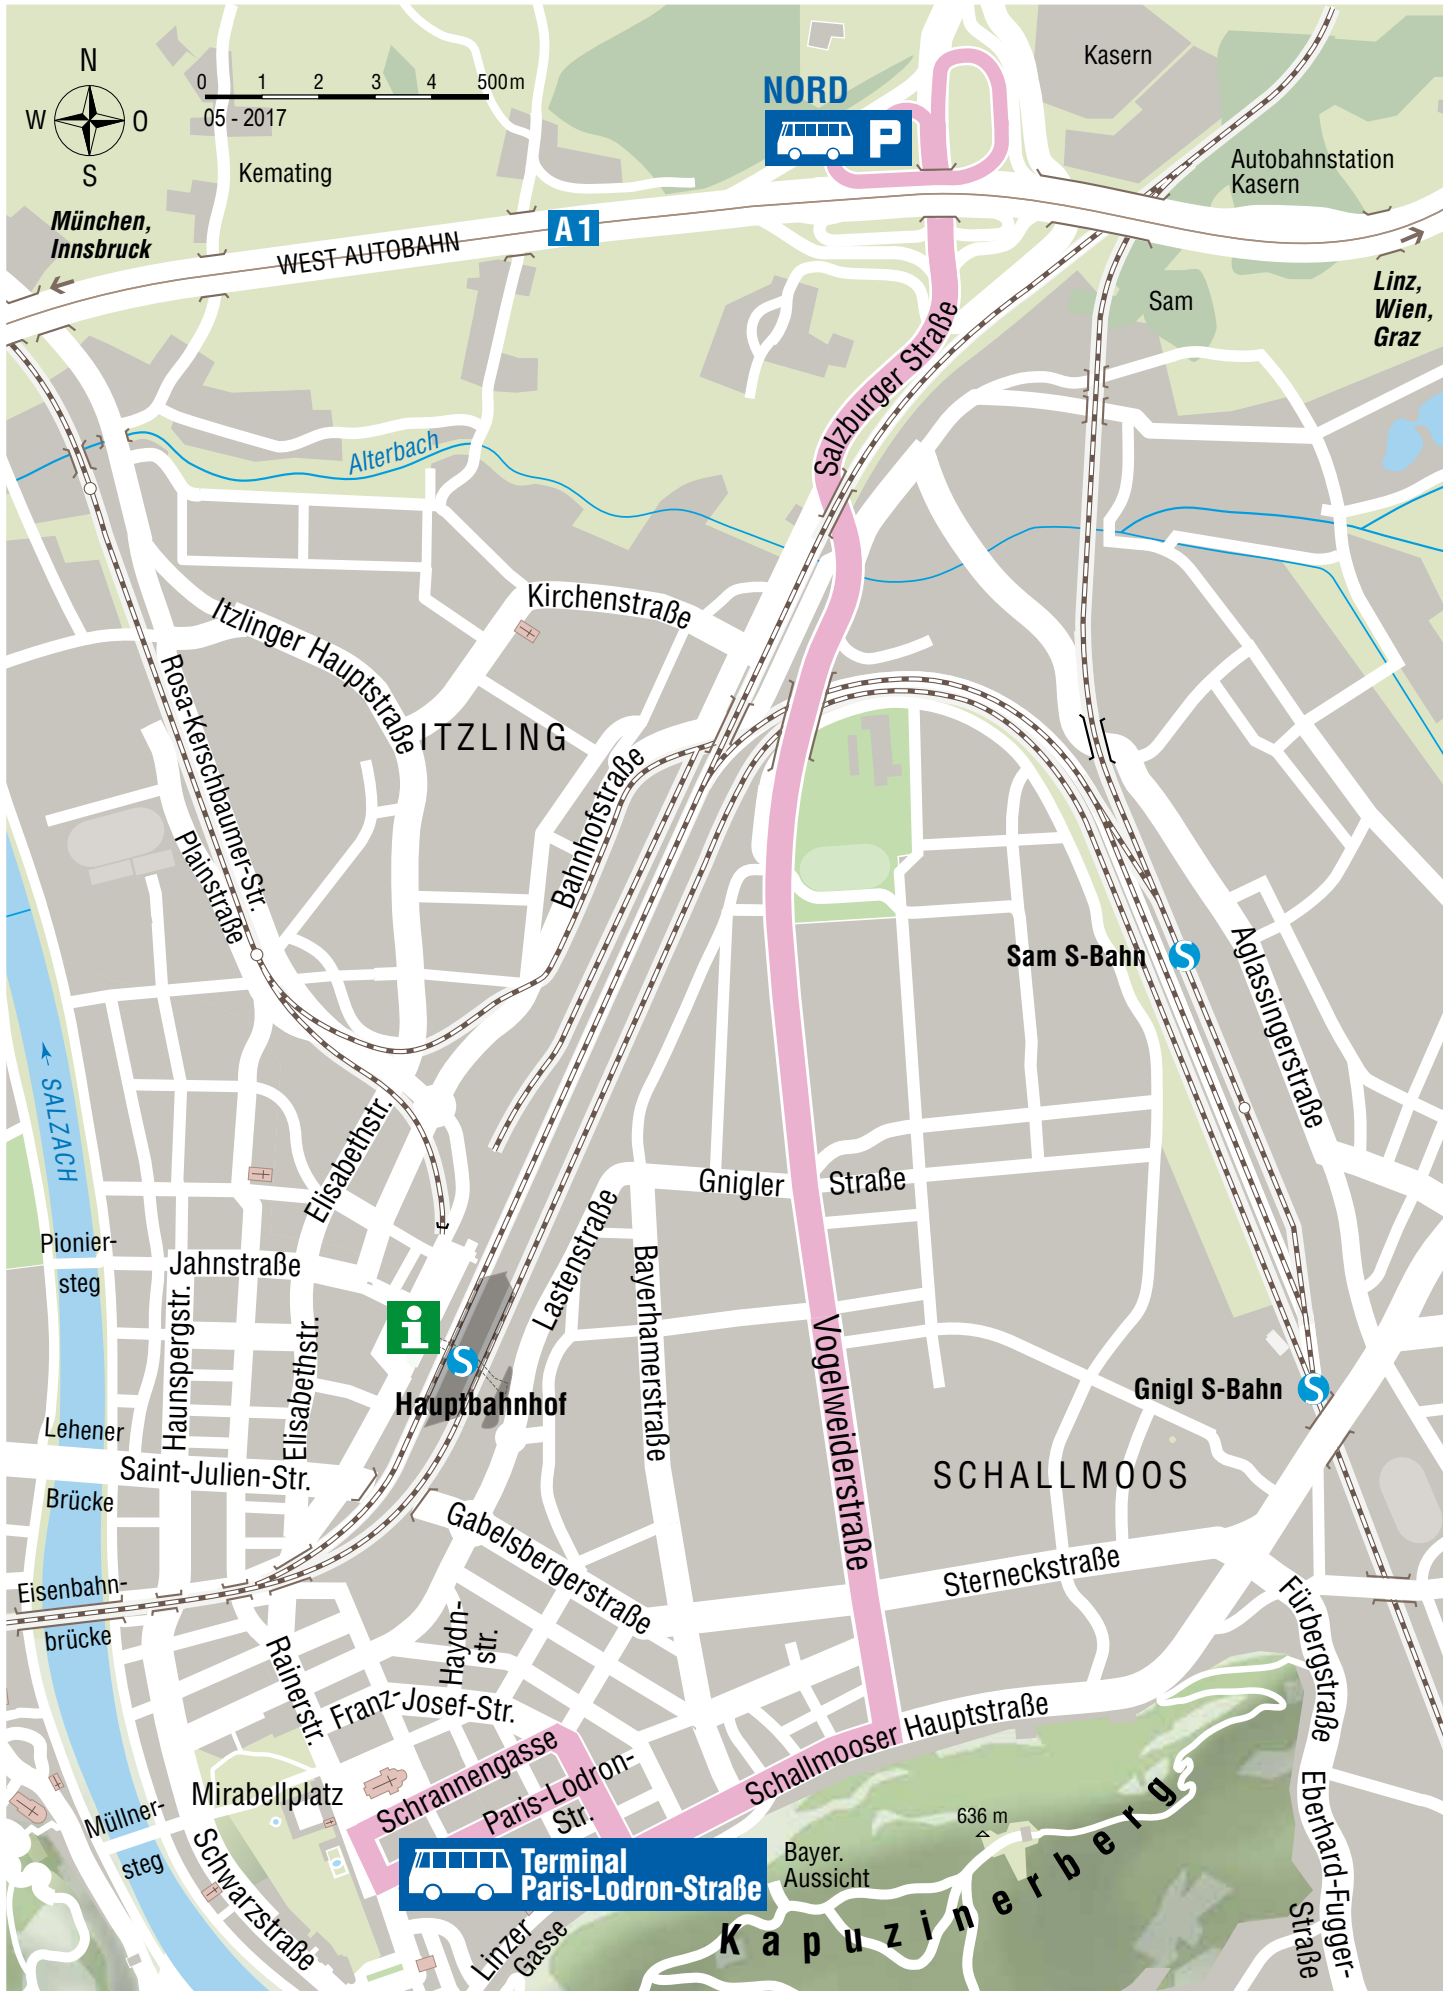 N
W
O
S
0 1 2 3 4 500m
05 - 2017
München,
Innsbruck
Kemating
WEST AUTOBAHN
A1
NORD
P
Kasern
Autobahnstation
Kasern
Sam
Linz,
Wien,
Graz
Salzburger Straße
Alterbach
Kirchenstraße
Itzlinger Hauptstraße
ITZLING
Rosa-Kerschbaumer-Str.
Plainstraße
Bahnhofstraße
Sam S-Bahn
S
Aglassingerstraße
SALZACH
Elisabethstr.
Gnigler Straße
Lastenstraße
Bayerhamerstraße
Pionier-
steg
Jahnstraße
Haunspergstr.
Elisabethstr.
i
S
Hauptbahnhof
Vogelweiderstraße
Gnigl S-Bahn
S
Lehener
Brücke
Saint-Julien-Str.
SCHALLMOOS
Gabelsbergerstraße
Sterneckstraße
Eisenbahn-
brücke
Haydn-
str.
Rainerstr.
Franz-Josef-Str.
Fürbergstraße
Schallmooser Hauptstraße
Schrannengasse
Paris-Lodron-
Str.
Mirabellplatz
Müllner-
steg
Schwarzstraße
Terminal
Paris-Lodron-Straße
Bayer.
Aussicht
636 m
Kapuzinerberg
Linzer
Gasse
Eberhard-Fugger-
Straße